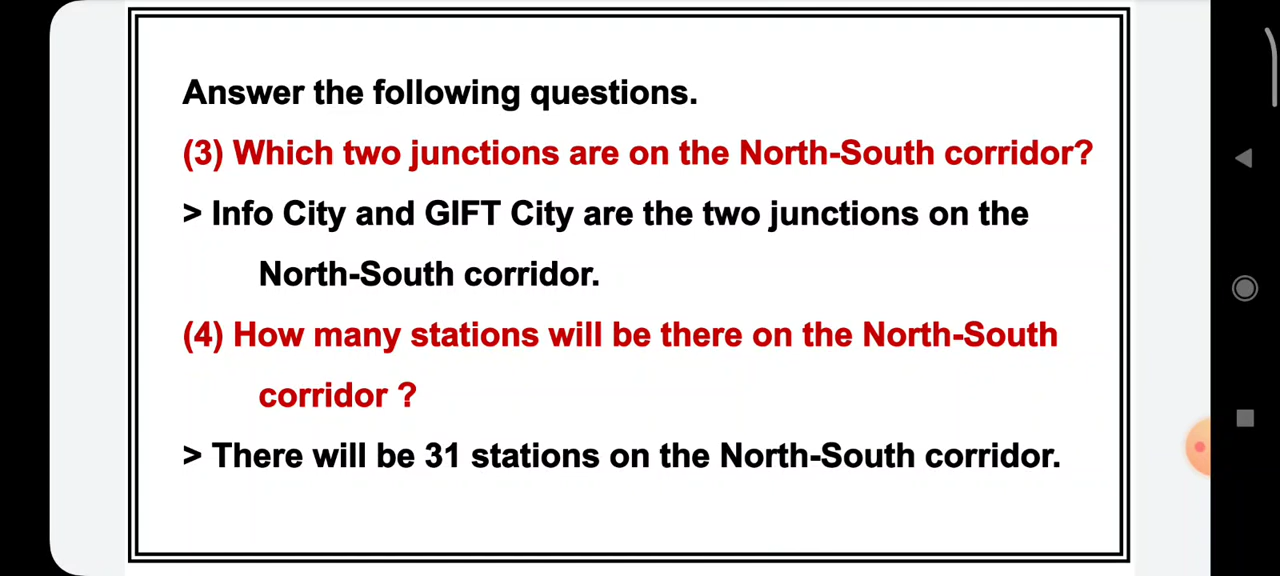 Answer the following questions.
(3) Which two junctions are on the North-South corridor?
> Info City and GIFT City are the two junctions on the
North-South corridor.
(4) How many stations will be there on the North-South
corridor ?
> There will be 31 stations on the North-South corridor.